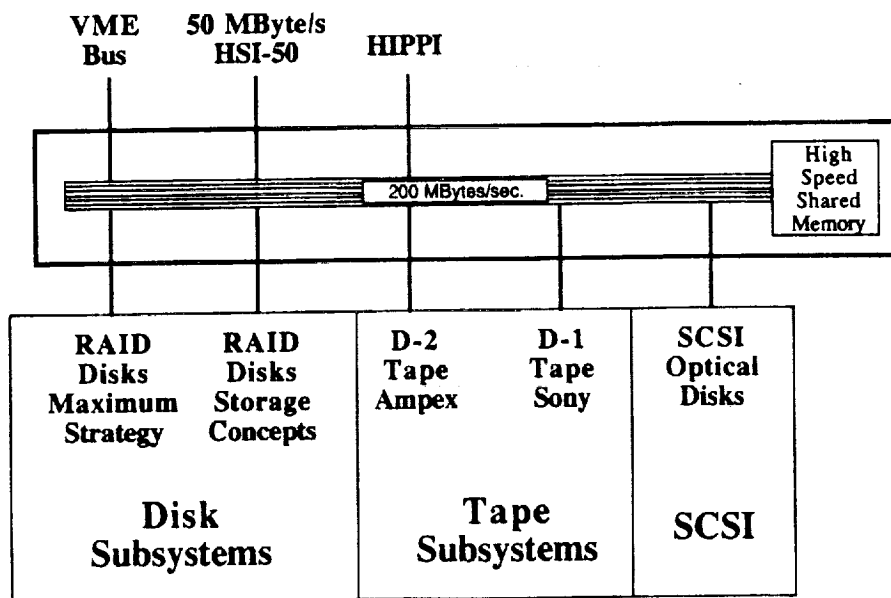 VME
Bus
50 MByte/s
HSI-50
HIPPI
200 MBytes/sec.
High
Speed
Shared
Memory
RAID
Disks
Maximum
Strategy
RAID
Disks
Storage
Concepts
D-2
Tape
Ampex
D-1
Tape
Sony
SCSI
Optical
Disks
Disk
Subsystems
Tape
Subsystems
SCSI